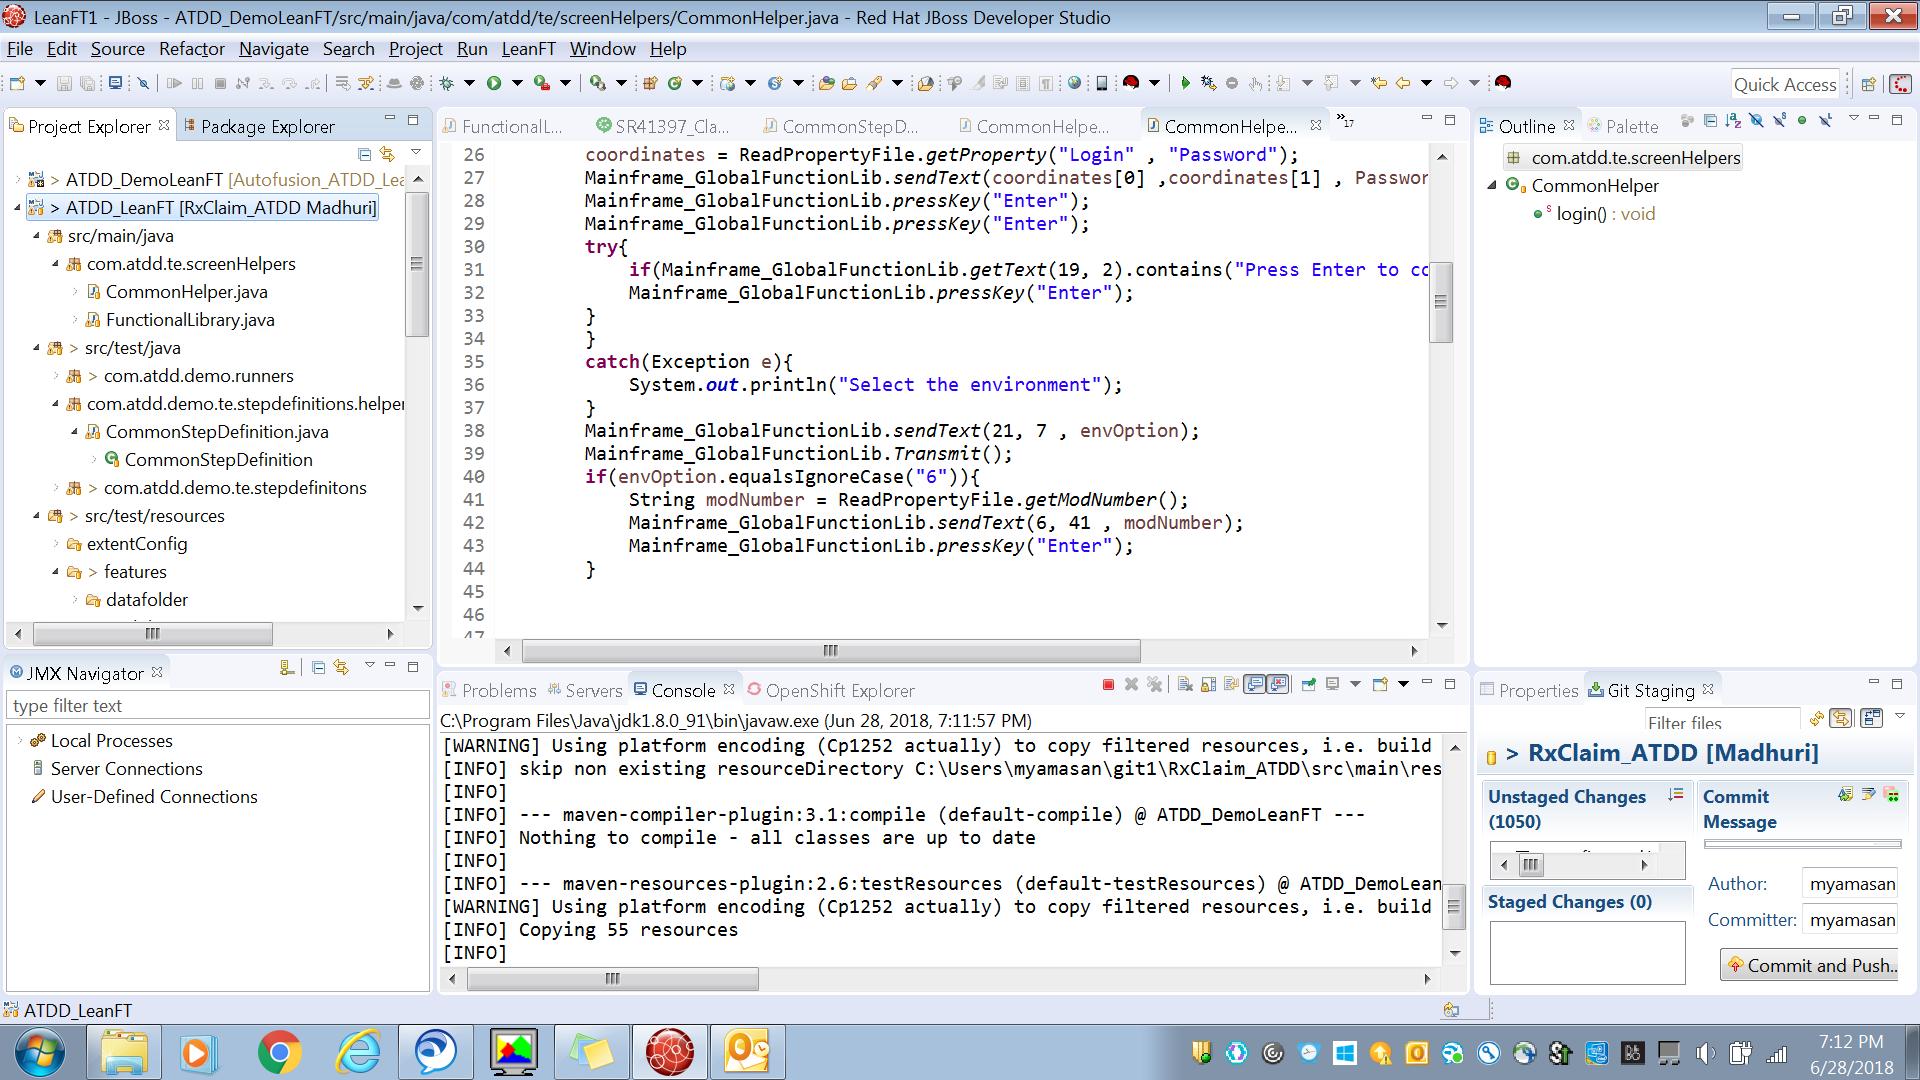 LeanFT1 - JBoss - ATDD_DemoLeanFT/src/main/java/com/atdd/te/screenHelpers/CommonHelper.java - Red Hat JBoss Developer Studio
File Edit Source Refactor Navigate Search Project Run LeanFT Window Help
Quick Access
Project Explorer
Package Explorer
> ATDD_DemoLeanFT [Autofusion_ATDD_Lea
> ATDD_LeanFT [RxClaim_ATDD Madhuri]
src/main/java
com.atdd.te.screenHelpers
CommonHelper.java
FunctionalLibrary.java
> src/test/java
> com.atdd.demo.runners
com.atdd.demo.te.stepdefinitions.helper
CommonStepDefinition.java
CommonStepDefinition
> com.atdd.demo.te.stepdefinitons
> src/test/resources
extentConfig
> features
datafolder
JMX Navigator
type filter text
Local Processes
Server Connections
User-Defined Connections
FunctionalL... SR41397_Cla... CommonStepD... CommonHelpe... CommonHelpe... »17
26 coordinates = ReadPropertyFile.getProperty("Login" , "Password");
27 Mainframe_GlobalFunctionLib.sendText(coordinates[0] ,coordinates[1] , Passwor
28 Mainframe_GlobalFunctionLib.pressKey("Enter");
29 Mainframe_GlobalFunctionLib.pressKey("Enter");
30 try{
31 if(Mainframe_GlobalFunctionLib.getText(19, 2).contains("Press Enter to co
32 Mainframe_GlobalFunctionLib.pressKey("Enter");
33 }
34 }
35 catch(Exception e){
36 System.out.println("Select the environment");
37 }
38 Mainframe_GlobalFunctionLib.sendText(21, 7 , envOption);
39 Mainframe_GlobalFunctionLib.Transmit();
40 if(envOption.equalsIgnoreCase("6")){
41 String modNumber = ReadPropertyFile.getModNumber();
42 Mainframe_GlobalFunctionLib.sendText(6, 41 , modNumber);
43 Mainframe_GlobalFunctionLib.pressKey("Enter");
44 }
45
46
47
Problems Servers Console OpenShift Explorer
C:\Program Files\Java\jdk1.8.0_91\bin\javaw.exe (Jun 28, 2018, 7:11:57 PM)
[WARNING] Using platform encoding (Cp1252 actually) to copy filtered resources, i.e. build
[INFO] skip non existing resourceDirectory C:\Users\myamasan\git1\RxClaim_ATDD\src\main\res
[INFO]
[INFO] --- maven-compiler-plugin:3.1:compile (default-compile) @ ATDD_DemoLeanFT ---
[INFO] Nothing to compile - all classes are up to date
[INFO]
[INFO] --- maven-resources-plugin:2.6:testResources (default-testResources) @ ATDD_DemoLean
[WARNING] Using platform encoding (Cp1252 actually) to copy filtered resources, i.e. build
[INFO] Copying 55 resources
[INFO]
Outline Palette
com.atdd.te.screenHelpers
CommonHelper
login() : void
Properties Git Staging
Filter files
> RxClaim_ATDD [Madhuri]
Unstaged Changes (1050)
Staged Changes (0)
Commit Message
Author: myamasan
Committer: myamasan
Commit and Push...
ATDD_LeanFT
7:12 PM
6/28/2018